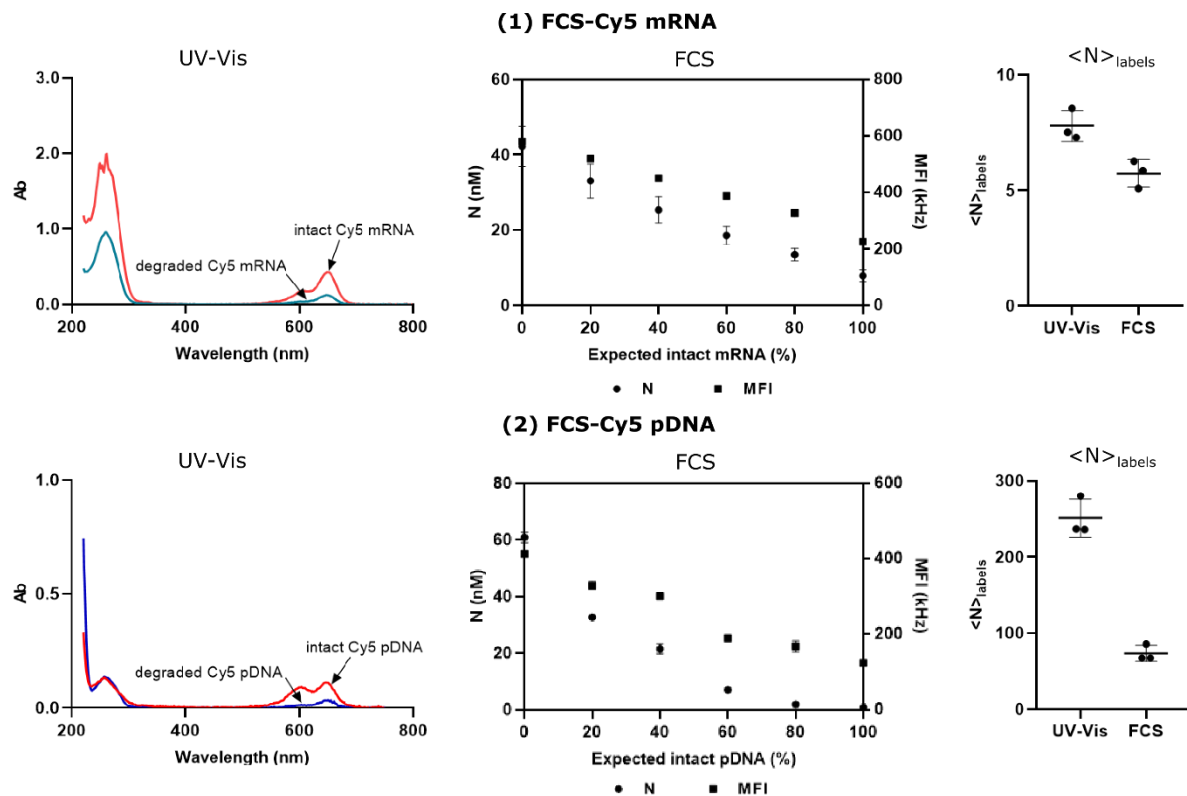 (1) FCS-Cy5 mRNA
UV-Vis
3.0
2.0
1.0
0.0
Ab
200 400 600 800
Wavelength (nm)
intact Cy5 mRNA
degraded Cy5 mRNA
FCS
60
40
20
0
N (nM)
800
600
400
200
0
MFI (kHz)
0 20 40 60 80 100
Expected intact mRNA (%)
N MFI
<N>labels
10
5
0
<N>labels
UV-Vis FCS
(2) FCS-Cy5 pDNA
UV-Vis
1.0
0.5
0.0
Ab
200 400 600 800
Wavelength (nm)
intact Cy5 pDNA
degraded Cy5 pDNA
FCS
80
60
40
20
0
N (nM)
600
400
200
0
MFI (kHz)
0 20 40 60 80 100
Expected intact pDNA (%)
N MFI
<N>labels
300
200
100
0
<N>labels
UV-Vis FCS